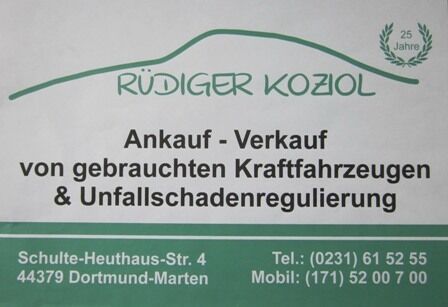 25
Jahre
RÜDIGER KOZIOL
Ankauf - Verkauf
von gebrauchten Kraftfahrzeugen
& Unfallschadenregulierung
Schulte-Heuthaus-Str. 4
Tel.: (0231) 61 52 55
44379 Dortmund-Marten
Mobil: (171) 52 00 7 00